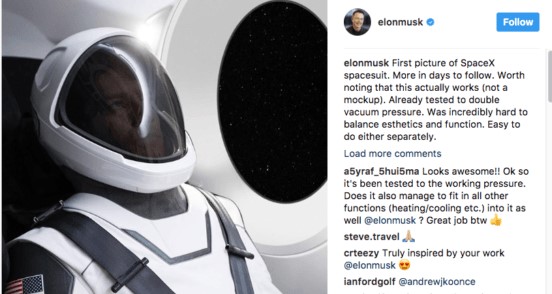 elonmusk
Follow
elonmusk First picture of SpaceX
spacesuit. More in days to follow. Worth
noting that this actually works (not a
mockup). Already tested to double
vacuum pressure. Was incredibly hard to
balance esthetics and function. Easy to
do either separately.
Load more comments
a5yraf_5hui5ma Looks awesome!! Ok so
it's been tested to the working pressure.
Does it also manage to fit in all other
functions (heating/cooling etc.) into it as
well @elonmusk ? Great job btw 👍
steve.travel 🙏🏼
crteezy Truly inspired by your work
@elonmusk 😍
ianfordgolf @andrewjkoonce